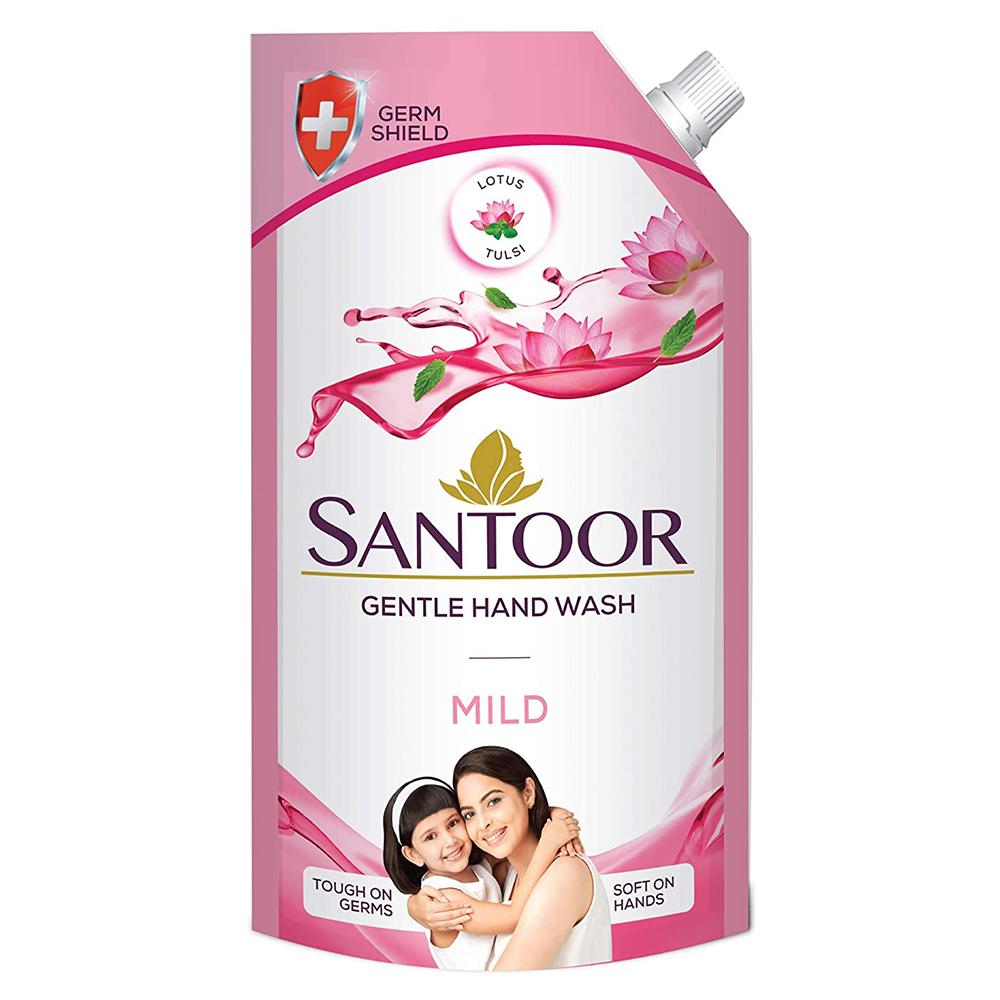 GERM
SHIELD
LOTUS
TULSI
SANTOOR
GENTLE HAND WASH
MILD
TOUGH ON
GERMS
SOFT ON
HANDS